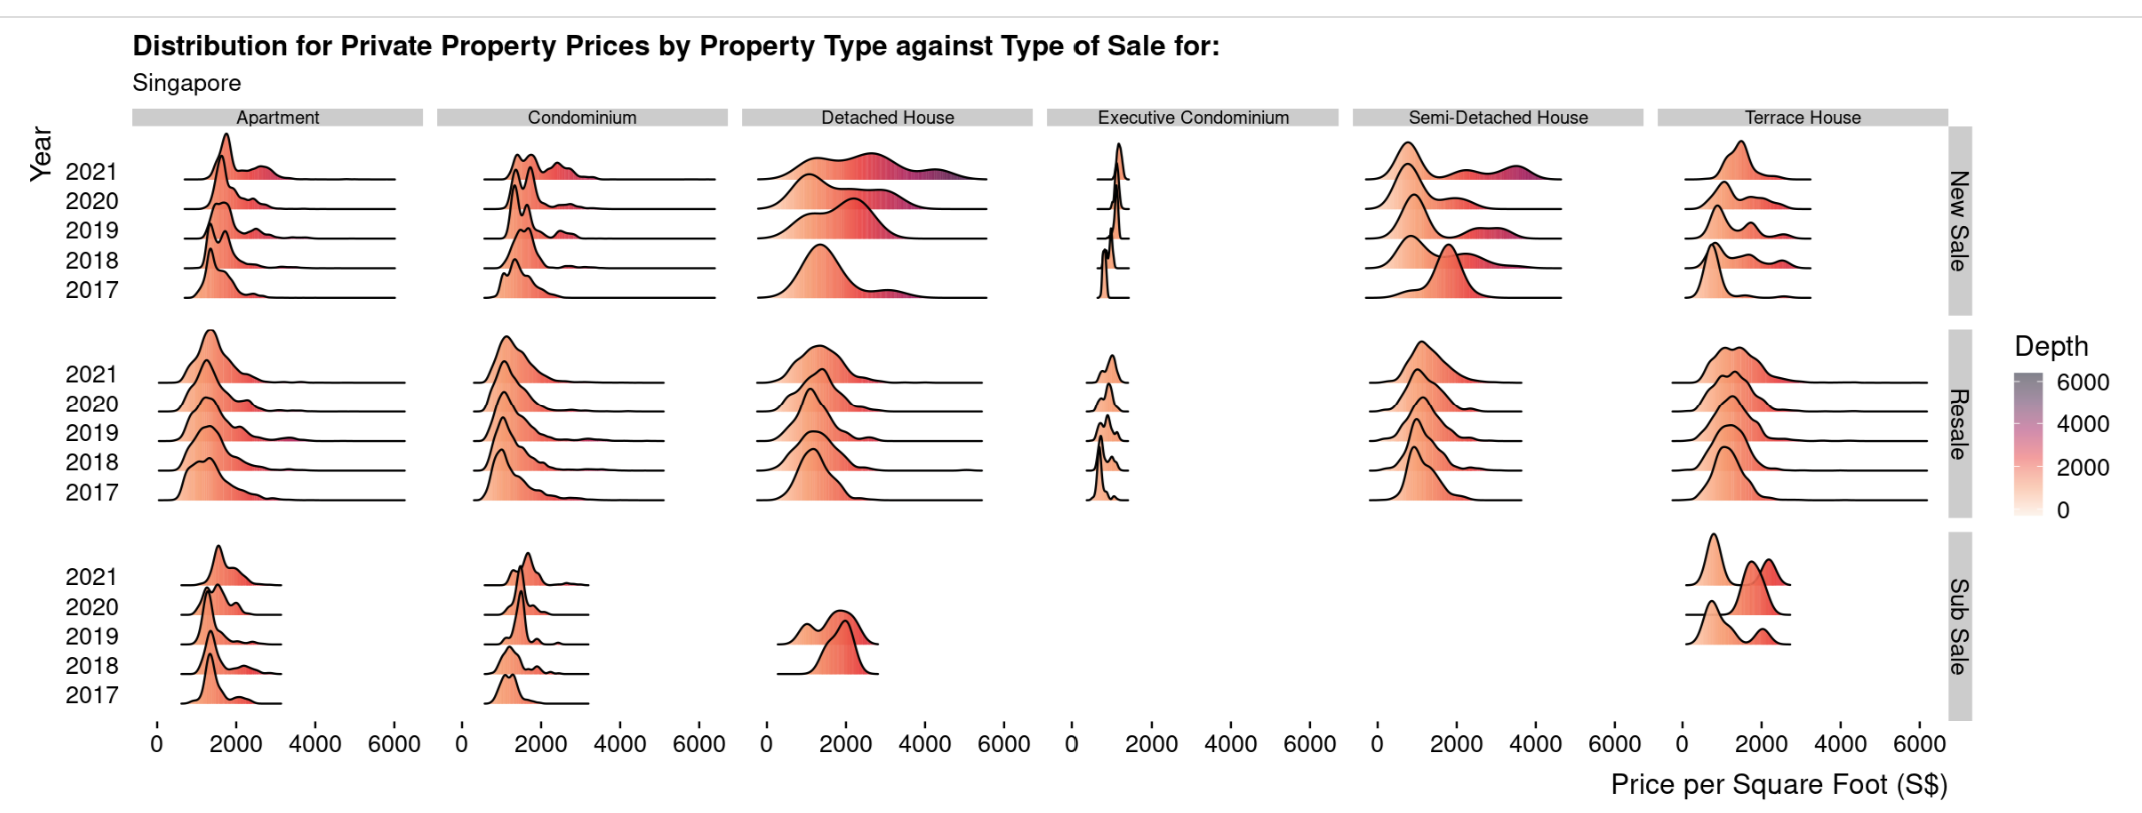 Distribution for Private Property Prices by Property Type against Type of Sale for:
Singapore
Apartment Condominium Detached House Executive Condominium Semi-Detached House Terrace House
Year
2021
2020
2019
2018
2017
New Sale
2021
2020
2019
2018
2017
Resale
2021
2020
2019
2018
2017
Sub Sale
Depth
6000
4000
2000
0
0 2000 4000 6000 0 2000 4000 6000 0 2000 4000 6000 0 2000 4000 6000 0 2000 4000 6000 0 2000 4000 6000
Price per Square Foot (S$)